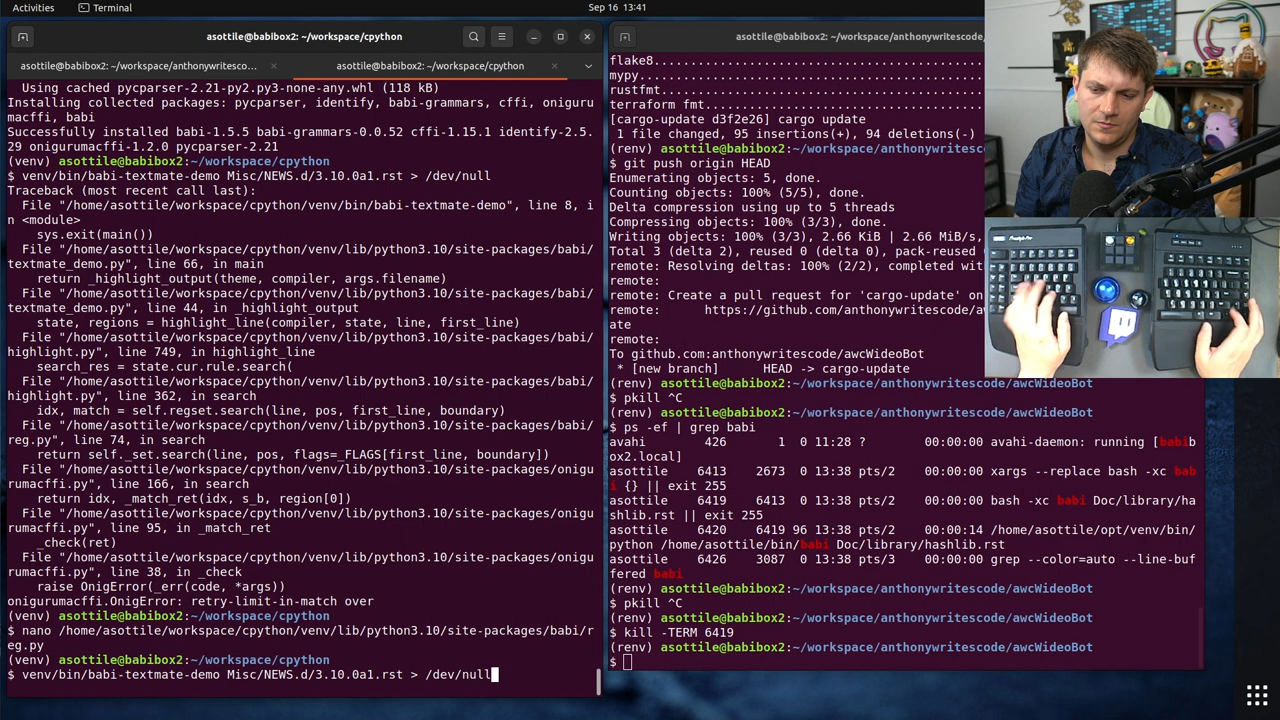 Activities
Terminal
Sep 16 13:41
asottile@babibox2: ~/workspace/cpython
asottile@babibox2: ~/workspace/anthonywritesco…
asottile@babibox2: ~/workspace/cpython
Using cached pycparser-2.21-py2.py3-none-any.whl (118 kB)
Installing collected packages: pycparser, identify, babi-grammars, cffi, onigu
rumacffi, babi
Successfully installed babi-1.5.5 babi-grammars-0.0.52 cffi-1.15.1 identify-2.5.
29 onigurumacffi-1.2.0 pycparser-2.21
(venv) asottile@babibox2:~/workspace/cpython
$ venv/bin/babi-textmate-demo Misc/NEWS.d/3.10.0a1.rst > /dev/null
Traceback (most recent call last):
File "/home/asottile/workspace/cpython/venv/bin/babi-textmate-demo", line 8, i
n <module>
sys.exit(main())
File "/home/asottile/workspace/cpython/venv/lib/python3.10/site-packages/babi/
textmate_demo.py", line 66, in main
return _highlight_output(theme, compiler, args.filename)
File "/home/asottile/workspace/cpython/venv/lib/python3.10/site-packages/babi/
textmate_demo.py", line 44, in _highlight_output
state, regions = highlight_line(compiler, state, line, first_line)
File "/home/asottile/workspace/cpython/venv/lib/python3.10/site-packages/babi/
highlight.py", line 749, in highlight_line
search_res = state.cur.rule.search(
File "/home/asottile/workspace/cpython/venv/lib/python3.10/site-packages/babi/
highlight.py", line 362, in search
idx, match = self.regset.search(line, pos, first_line, boundary)
File "/home/asottile/workspace/cpython/venv/lib/python3.10/site-packages/babi/
reg.py", line 74, in search
return self._set.search(line, pos, flags=_FLAGS[first_line, boundary])
File "/home/asottile/workspace/cpython/venv/lib/python3.10/site-packages/onigu
rumacffi.py", line 166, in search
return idx, _match_ret(idx, s_b, region[0])
File "/home/asottile/workspace/cpython/venv/lib/python3.10/site-packages/onigu
rumacffi.py", line 95, in _match_ret
_check(ret)
File "/home/asottile/workspace/cpython/venv/lib/python3.10/site-packages/onigu
rumacffi.py", line 38, in _check
raise OnigError(_err(code, *args))
onigurumacffi.OnigError: retry-limit-in-match over
(venv) asottile@babibox2:~/workspace/cpython
$ nano /home/asottile/workspace/cpython/venv/lib/python3.10/site-packages/babi/r
eg.py
(venv) asottile@babibox2:~/workspace/cpython
$ venv/bin/babi-textmate-demo Misc/NEWS.d/3.10.0a1.rst > /dev/null
asottile@babibox2: ~/workspace/anthonywritescode/
flake8...............................................
mypy.................................................
rustfmt..............................................
terraform fmt........................................
[cargo-update d3f2e26] cargo update
1 file changed, 95 insertions(+), 94 deletions(-)
(renv) asottile@babibox2:~/workspace/anthonywritesc
$ git push origin HEAD
Enumerating objects: 5, done.
Counting objects: 100% (5/5), done.
Delta compression using up to 5 threads
Compressing objects: 100% (3/3), done.
Writing objects: 100% (3/3), 2.66 KiB | 2.66 MiB/s,
Total 3 (delta 2), reused 0 (delta 0), pack-reused
remote: Resolving deltas: 100% (2/2), completed wit
remote:
remote: Create a pull request for 'cargo-update' on
remote: https://github.com/anthonywritescode/aw
ate
remote:
To github.com:anthonywritescode/awcWideoBot
* [new branch] HEAD -> cargo-update
(renv) asottile@babibox2:~/workspace/anthonywritescode/awcWideoBot
$ pkill ^C
(renv) asottile@babibox2:~/workspace/anthonywritescode/awcWideoBot
$ ps -ef | grep babi
avahi 426 1 0 11:28 ? 00:00:00 avahi-daemon: running [babib
ox2.local]
asottile 6413 2673 0 13:38 pts/2 00:00:00 xargs --replace bash -xc bab
i {} || exit 255
asottile 6419 6413 0 13:38 pts/2 00:00:00 bash -xc babi Doc/library/ha
shlib.rst || exit 255
asottile 6420 6419 96 13:38 pts/2 00:00:14 /home/asottile/opt/venv/bin/
python /home/asottile/bin/babi Doc/library/hashlib.rst
asottile 6426 3087 0 13:38 pts/3 00:00:00 grep --color=auto --line-buf
fered babi
(renv) asottile@babibox2:~/workspace/anthonywritescode/awcWideoBot
$ pkill ^C
(renv) asottile@babibox2:~/workspace/anthonywritescode/awcWideoBot
$ kill -TERM 6419
(renv) asottile@babibox2:~/workspace/anthonywritescode/awcWideoBot
$